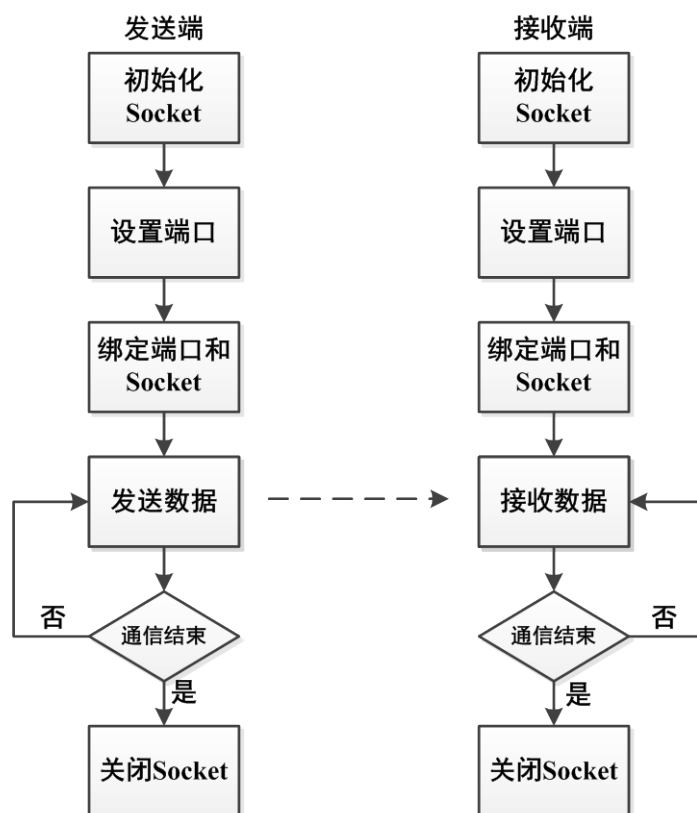 发送端
初始化
Socket
设置端口
绑定端口和
Socket
发送数据
否
通信结束
是
关闭Socket
接收端
初始化
Socket
设置端口
绑定端口和
Socket
接收数据
通信结束
否
是
关闭Socket